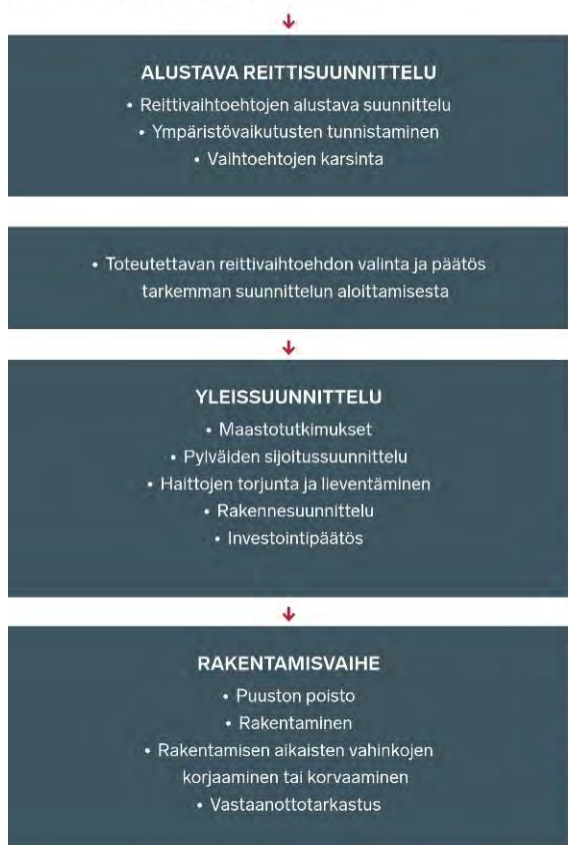 ALUSTAVA REITTISUUNNITTELU
• Reittivaihtoehtojen alustava suunnittelu
• Ympäristövaikutusten tunnistaminen
• Vaihtoehtojen karsinta
• Toteutettavan reittivaihtoehdon valinta ja päätös
tarkemman suunnittelun aloittamisesta
YLEISSUUNNITTELU
• Maastotutkimukset
• Pylväiden sijoitussuunnittelu
• Haittojen torjunta ja lieventäminen
• Rakennesuunnittelu
• Investointipäätös
RAKENTAMISVAIHE
• Puuston poisto
• Rakentaminen
• Rakentamisen aikaisten vahinkojen
korjaaminen tai korvaaminen
• Vastaanottotarkastus